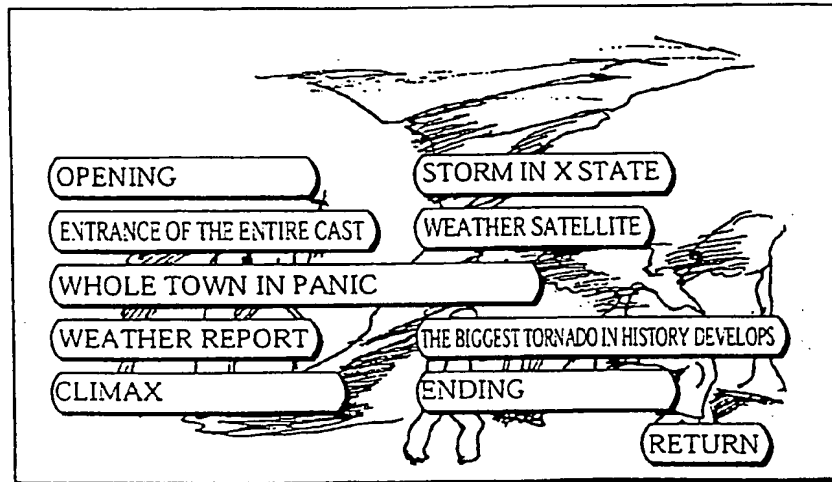 OPENING
STORM IN X STATE
ENTRANCE OF THE ENTIRE CAST
WEATHER SATELLITE
WHOLE TOWN IN PANIC
WEATHER REPORT
THE BIGGEST TORNADO IN HISTORY DEVELOPS
CLIMAX
ENDING
RETURN